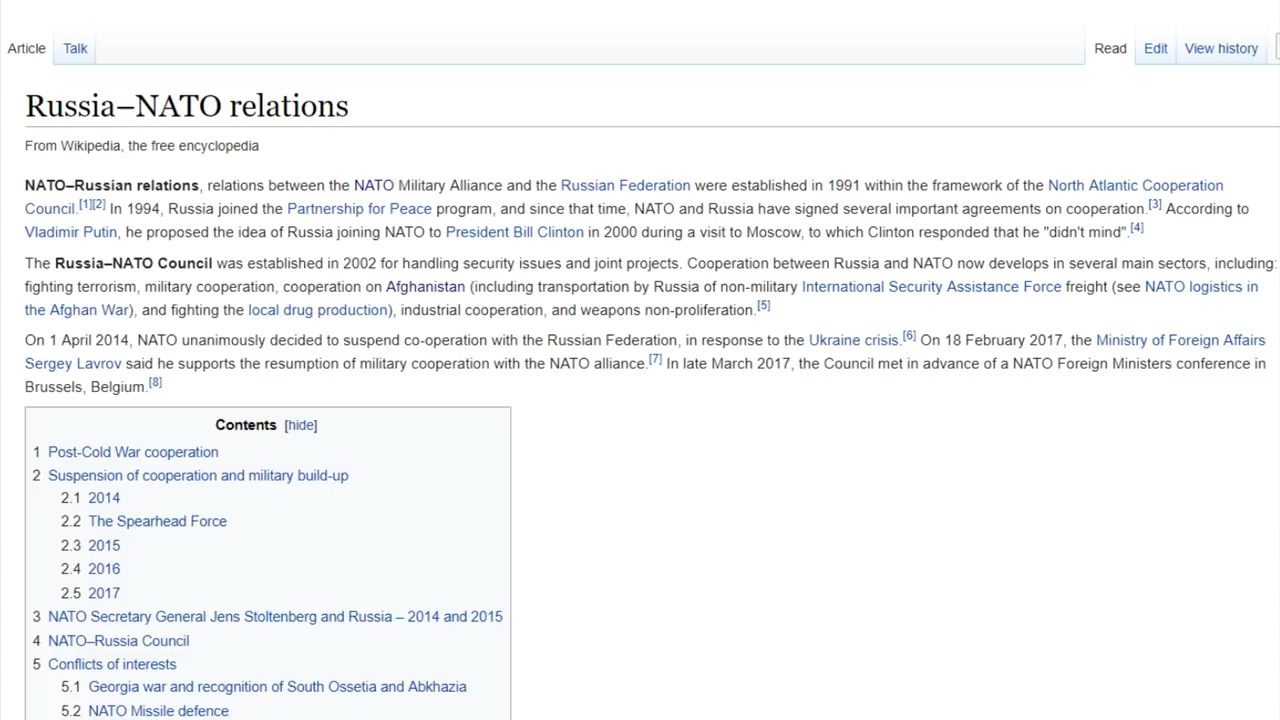 Article Talk Read Edit View history
Russia–NATO relations
From Wikipedia, the free encyclopedia
NATO–Russian relations, relations between the NATO Military Alliance and the Russian Federation were established in 1991 within the framework of the North Atlantic Cooperation
Council.[1][2] In 1994, Russia joined the Partnership for Peace program, and since that time, NATO and Russia have signed several important agreements on cooperation.[3] According to
Vladimir Putin, he proposed the idea of Russia joining NATO to President Bill Clinton in 2000 during a visit to Moscow, to which Clinton responded that he "didn't mind".[4]
The Russia–NATO Council was established in 2002 for handling security issues and joint projects. Cooperation between Russia and NATO now develops in several main sectors, including:
fighting terrorism, military cooperation, cooperation on Afghanistan (including transportation by Russia of non-military International Security Assistance Force freight (see NATO logistics in
the Afghan War), and fighting the local drug production), industrial cooperation, and weapons non-proliferation.[5]
On 1 April 2014, NATO unanimously decided to suspend co-operation with the Russian Federation, in response to the Ukraine crisis.[6] On 18 February 2017, the Ministry of Foreign Affairs
Sergey Lavrov said he supports the resumption of military cooperation with the NATO alliance.[7] In late March 2017, the Council met in advance of a NATO Foreign Ministers conference in
Brussels, Belgium.[8]
Contents [hide]
1 Post-Cold War cooperation
2 Suspension of cooperation and military build-up
2.1 2014
2.2 The Spearhead Force
2.3 2015
2.4 2016
2.5 2017
3 NATO Secretary General Jens Stoltenberg and Russia – 2014 and 2015
4 NATO–Russia Council
5 Conflicts of interests
5.1 Georgia war and recognition of South Ossetia and Abkhazia
5.2 NATO Missile defence